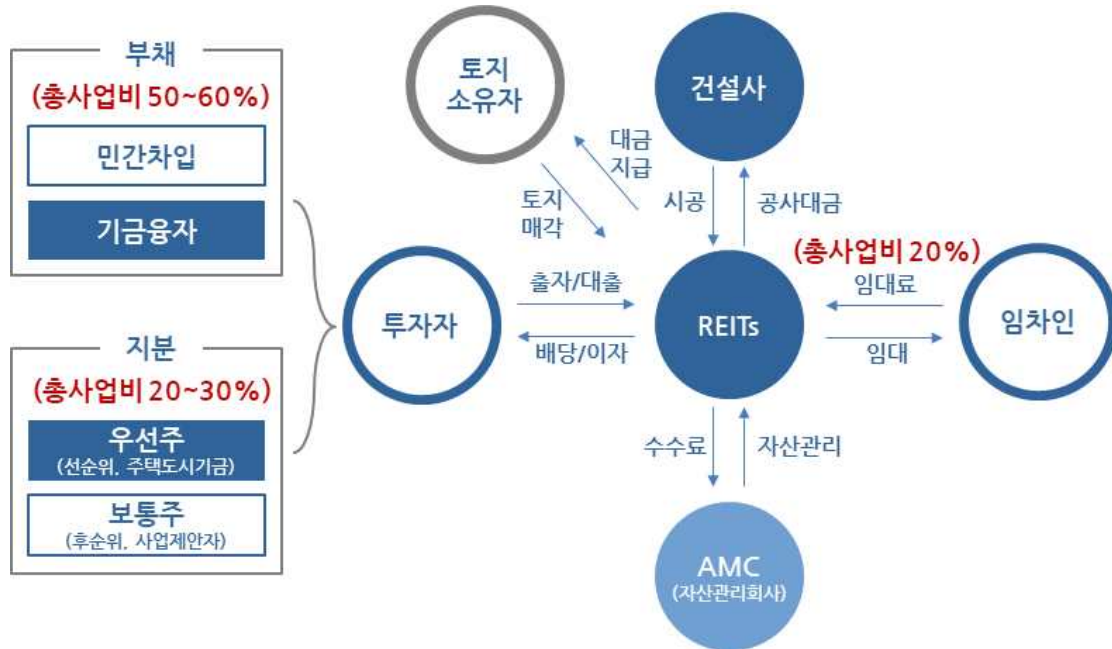 부채
(총사업비 50~60%)
민간차입
기금융자
지분
(총사업비 20~30%)
우선주
(선순위, 주택도시기금)
보통주
(후순위, 사업제안자)
토지
소유자
건설사
대금
지급
토지
매각
시공
공사대금
(총사업비 20%)
투자자
출자/대출
배당/이자
REITs
임대료
임대
임차인
수수료
자산관리
AMC
(자산관리회사)